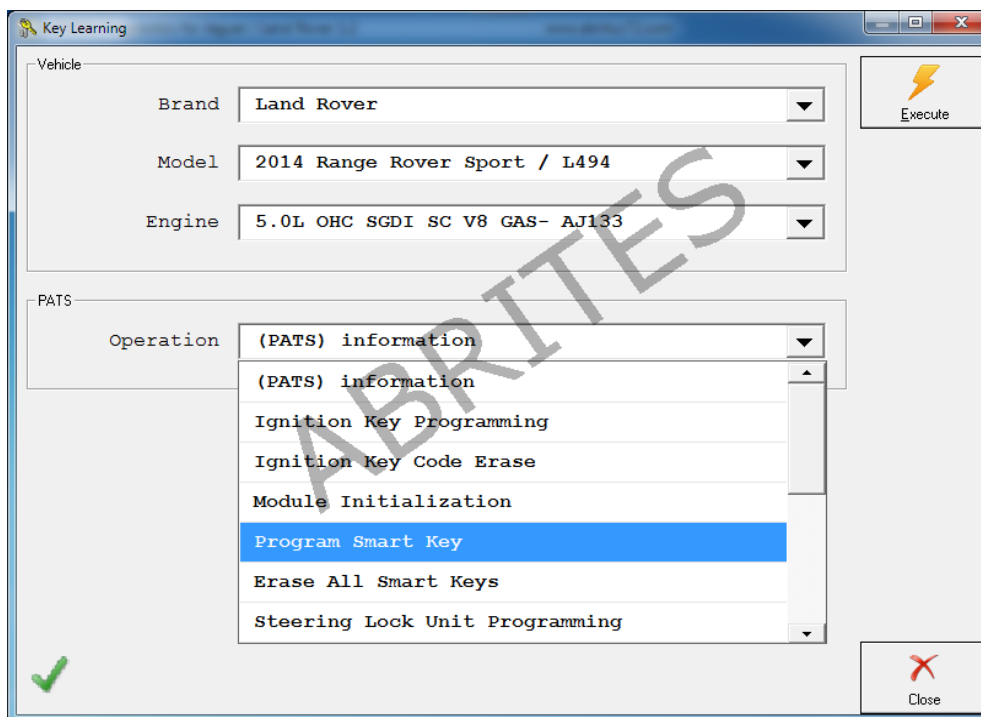 Key Learning
Vehicle
Brand
Land Rover
Execute
Model
2014 Range Rover Sport / L494
Engine
5.0L OHC SGDI SC V8 GAS- AJ133
PATS
Operation
(PATS) information
(PATS) information
Ignition Key Programming
Ignition Key Code Erase
Module Initialization
Program Smart Key
Erase All Smart Keys
Steering Lock Unit Programming
ABRITES
Close